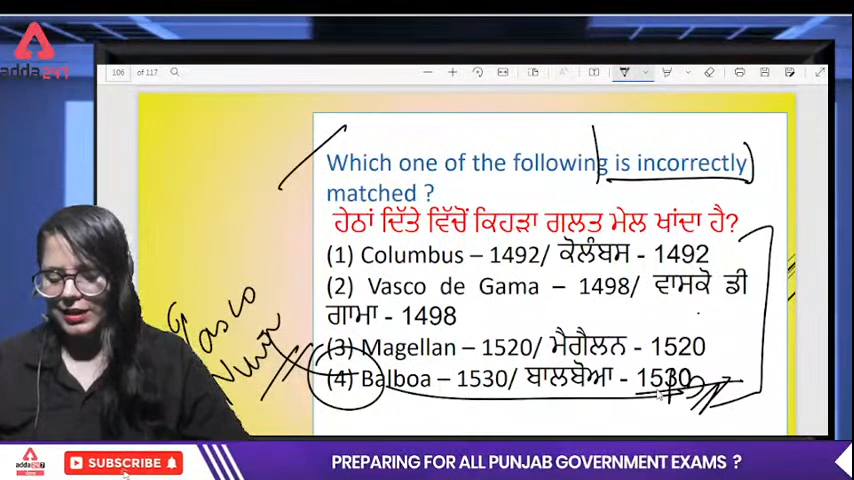 adda247
106 of 117
Which one of the following is incorrectly
matched ?
ਹੇਠਾਂ ਦਿੱਤੇ ਵਿੱਚੋਂ ਕਿਹੜਾ ਗਲਤ ਮੇਲ ਖਾਂਦਾ ਹੈ?
(1) Columbus – 1492/ ਕੋਲੰਬਸ - 1492
(2) Vasco de Gama – 1498/ ਵਾਸਕੋ ਡੀ
ਗਾਮਾ - 1498
(3) Magellan – 1520/ ਮੈਗੈਲਨ - 1520
(4) Balboa – 1530/ ਬਾਲਬੋਆ - 1530
SUBSCRIBE
PREPARING FOR ALL PUNJAB GOVERNMENT EXAMS ?